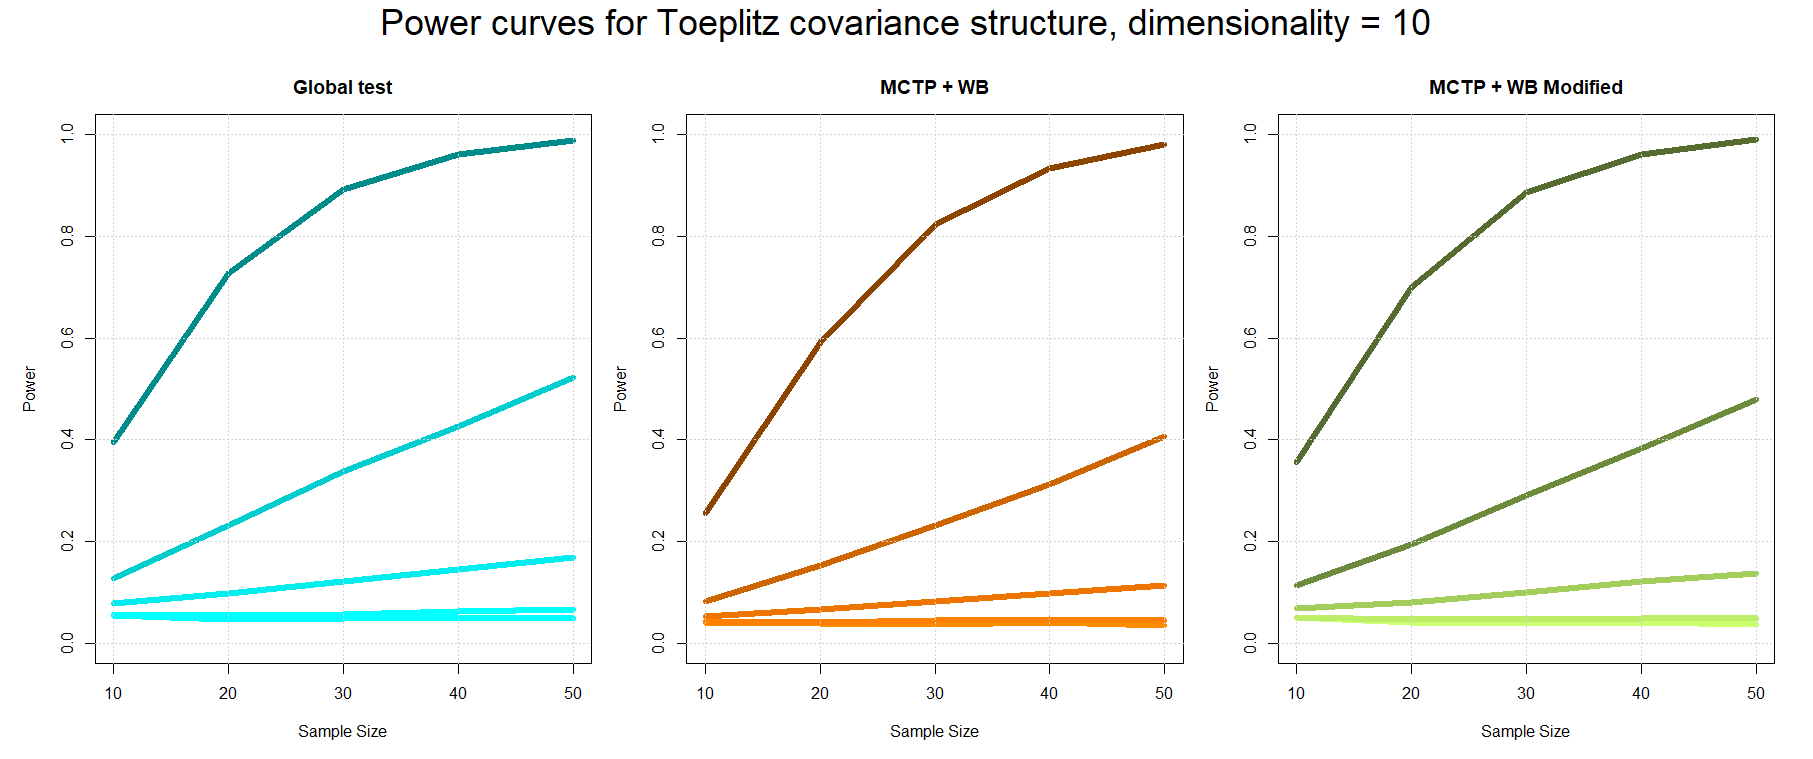 Power curves for Toeplitz covariance structure, dimensionality = 10
Global test
MCTP + WB
MCTP + WB Modified
Power
1.0
0.8
0.6
0.4
0.2
0.0
10 20 30 40 50
Sample Size
Power
1.0
0.8
0.6
0.4
0.2
0.0
10 20 30 40 50
Sample Size
Power
1.0
0.8
0.6
0.4
0.2
0.0
10 20 30 40 50
Sample Size